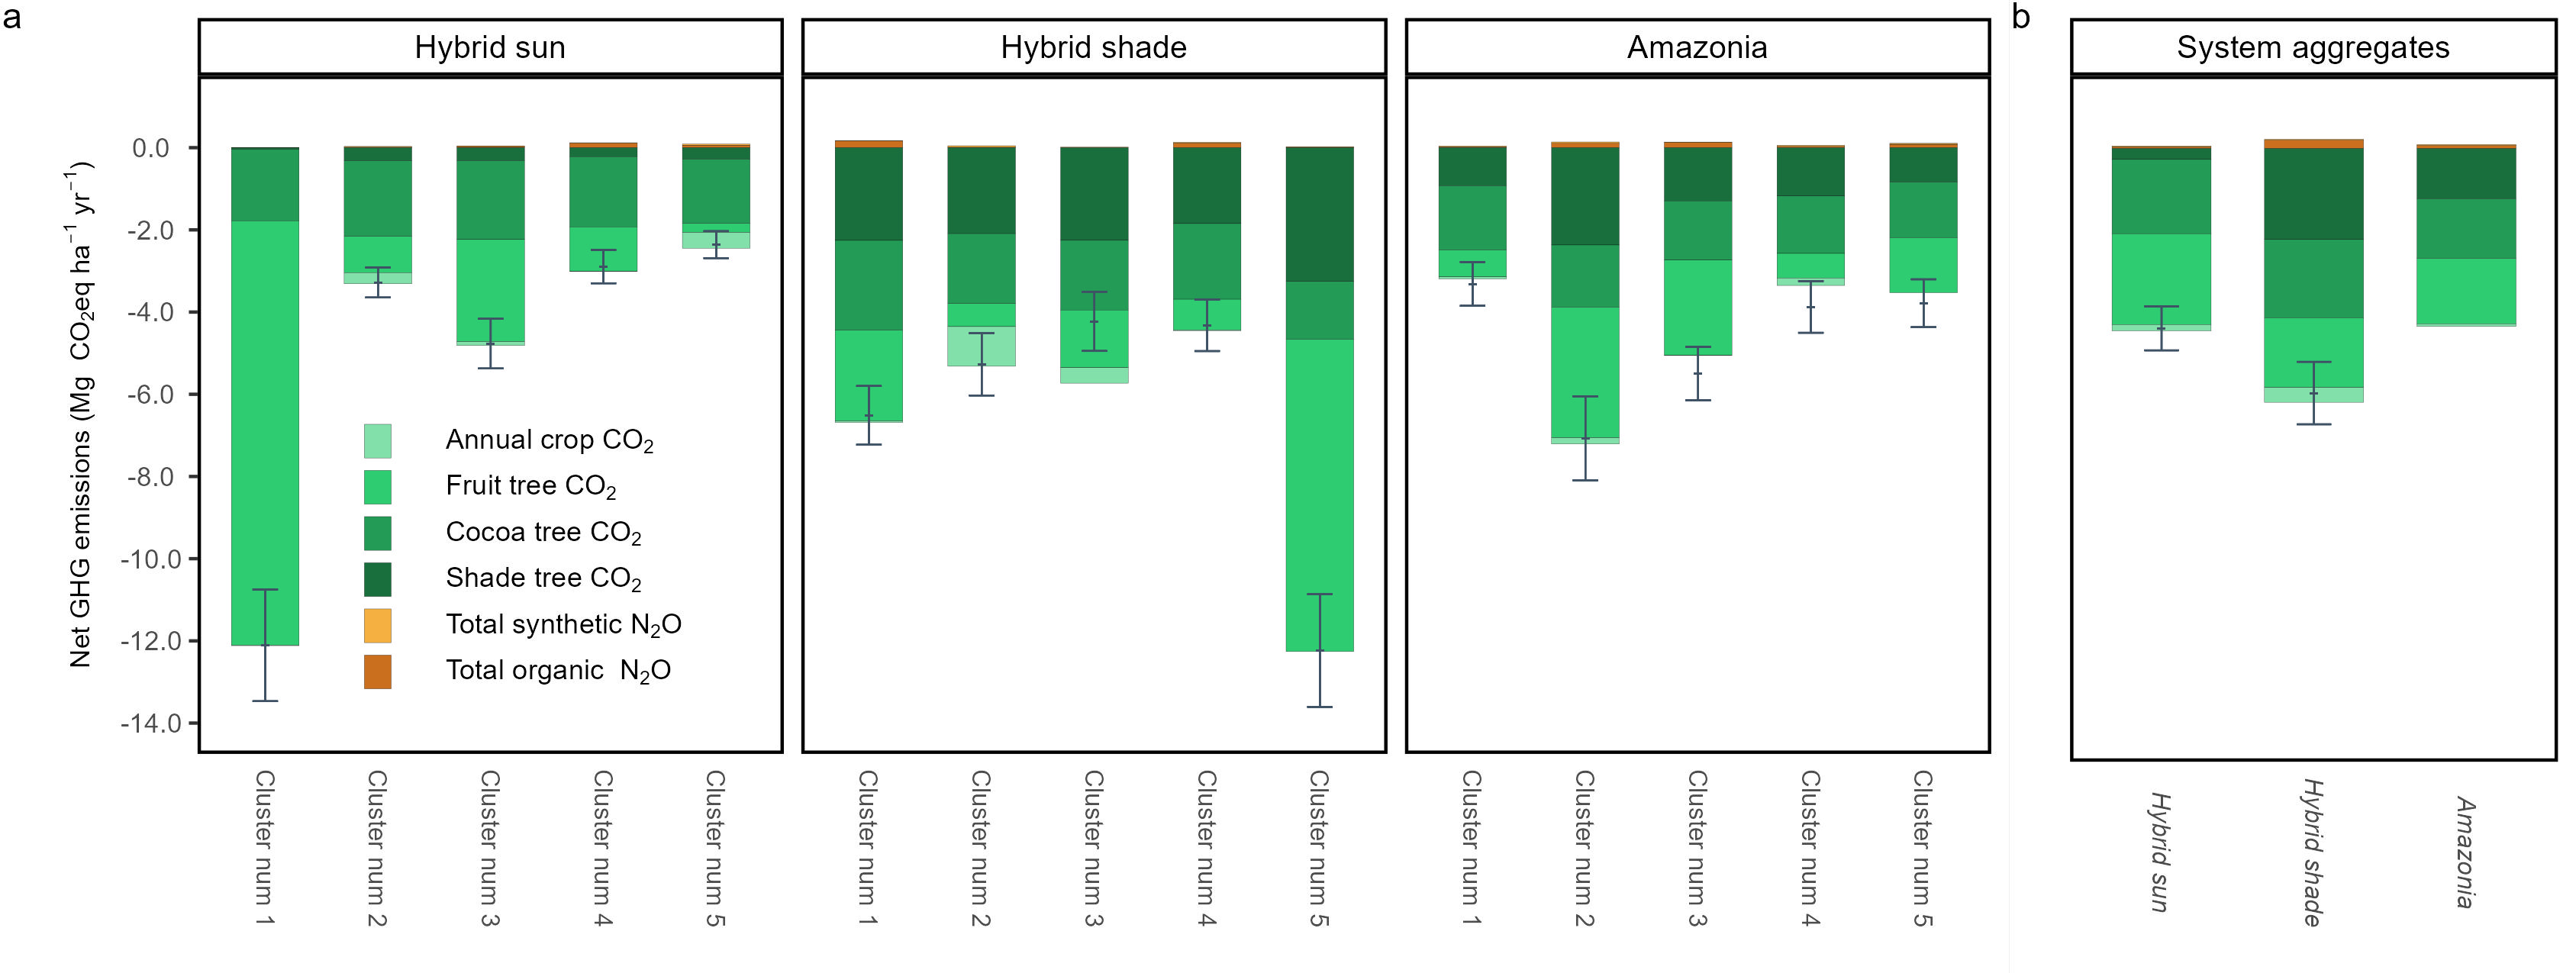 a
Hybrid sun
Hybrid shade
Amazonia
b
System aggregates
Net GHG emissions (Mg CO₂eq ha⁻¹ yr⁻¹)
0.0
-2.0
-4.0
-6.0
-8.0
-10.0
-12.0
-14.0
Annual crop CO₂
Fruit tree CO₂
Cocoa tree CO₂
Shade tree CO₂
Total synthetic N₂O
Total organic N₂O
Cluster num 1
Cluster num 2
Cluster num 3
Cluster num 4
Cluster num 5
Cluster num 1
Cluster num 2
Cluster num 3
Cluster num 4
Cluster num 5
Cluster num 1
Cluster num 2
Cluster num 3
Cluster num 4
Cluster num 5
Hybrid sun
Hybrid shade
Amazonia